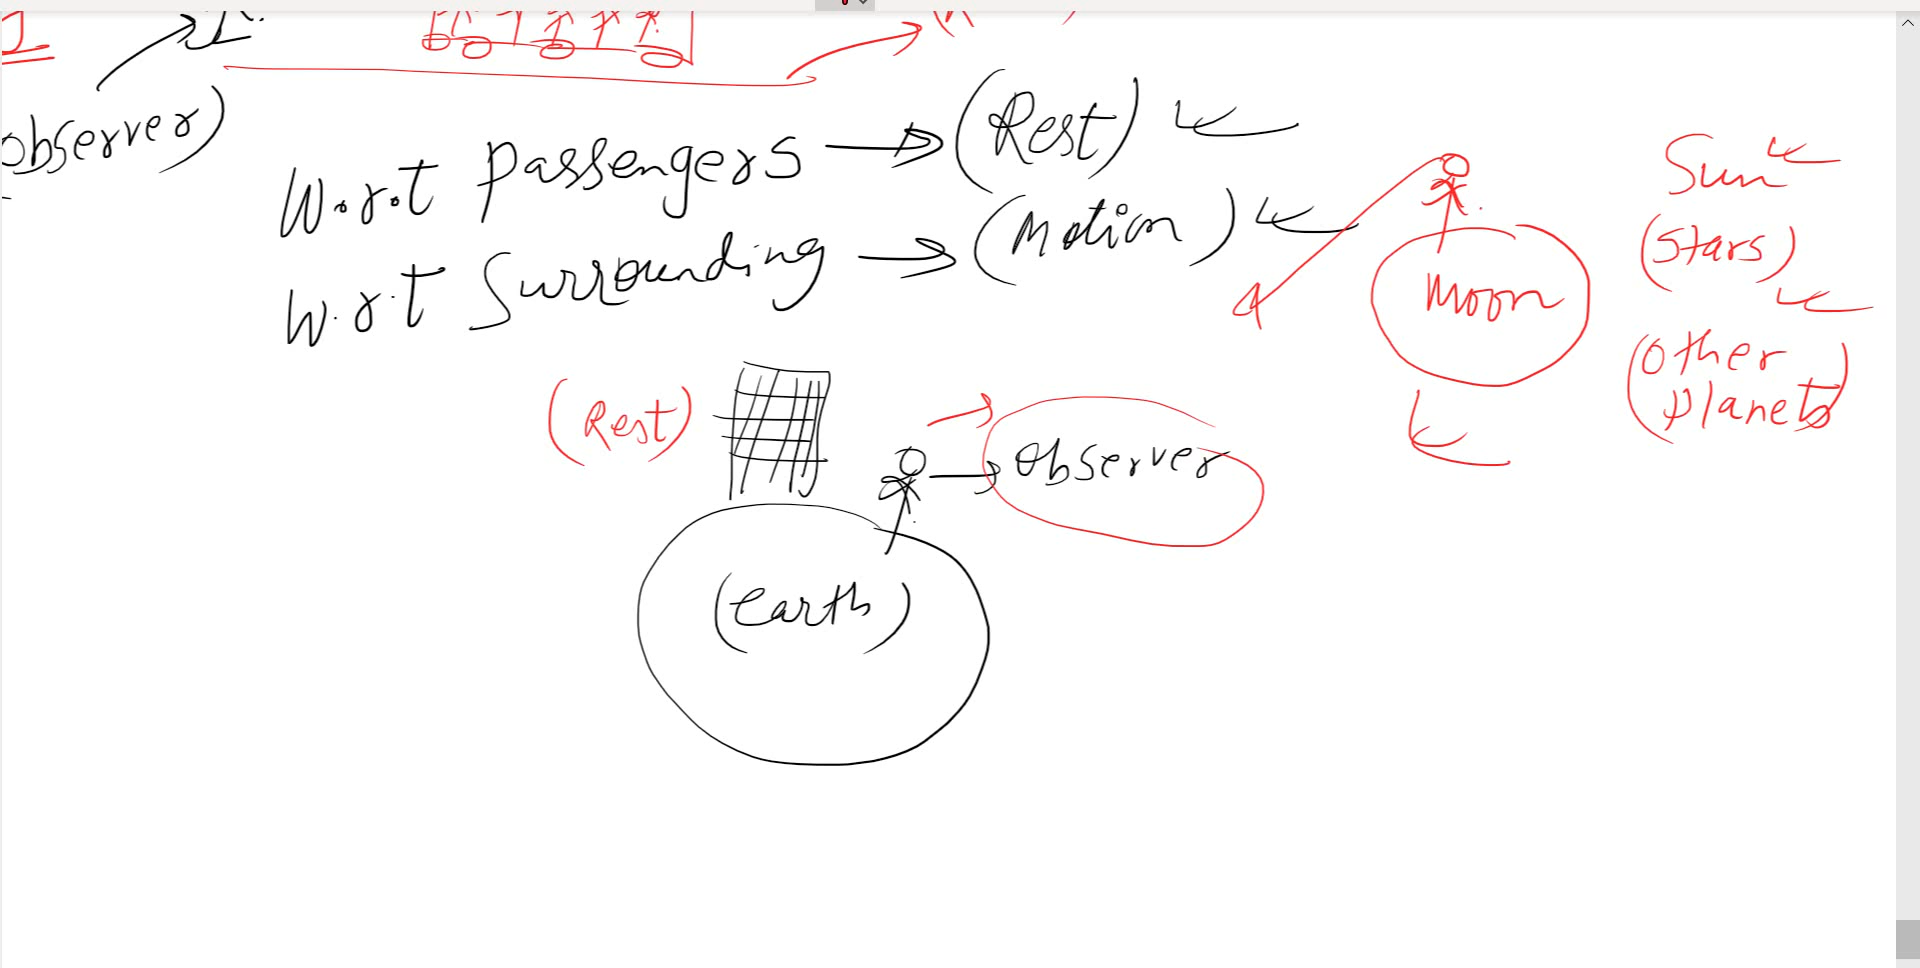 observer)
W.r.t passengers → (Rest)
W.r.t Surrounding → (Motion)
Sun
(Stars)
Moon
(other
planets)
(Rest)
→ observer
(earth)